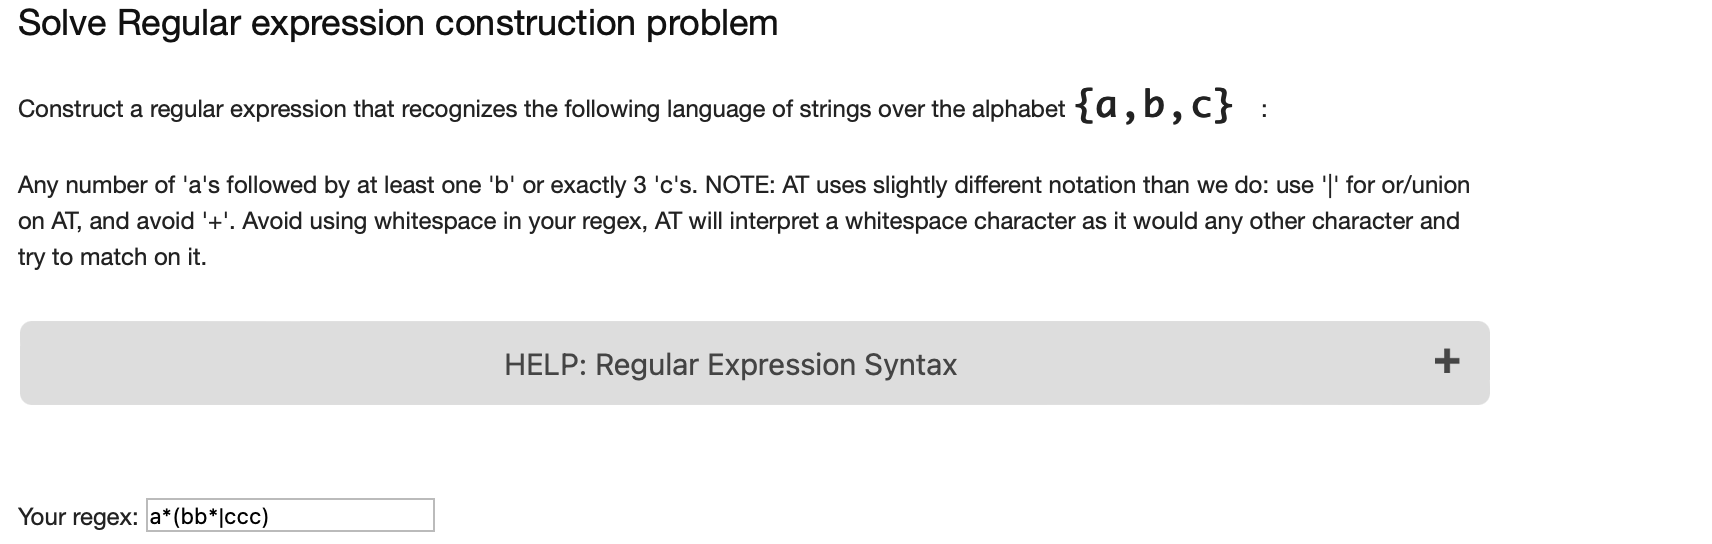 Solve Regular expression construction problem
Construct a regular expression that recognizes the following language of strings over the alphabet {a,b,c} :
Any number of 'a's followed by at least one 'b' or exactly 3 'c's. NOTE: AT uses slightly different notation than we do: use '|' for or/union
on AT, and avoid '+'. Avoid using whitespace in your regex, AT will interpret a whitespace character as it would any other character and
try to match on it.
HELP: Regular Expression Syntax +
Your regex: a*(bb*|ccc)